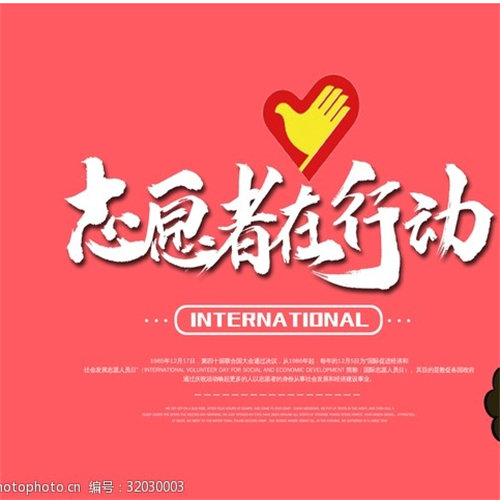 志愿者在行动
INTERNATIONAL
1985年12月17日，第四十届联合国大会通过决议，从1986年起，每年的12月5日为"国际促进经济和
社会发展志愿人员日"（INTERNATIONAL VOLUNTEER DAY FOR SOCIAL AND ECONOMIC DEVELOPMENT 简称：国际志愿人员日），其目的是敦促各国政府
通过庆祝活动唤起更多的人以志愿者的身份从事社会发展和经济建设事业。
hotophoto.cn 编号：32030003